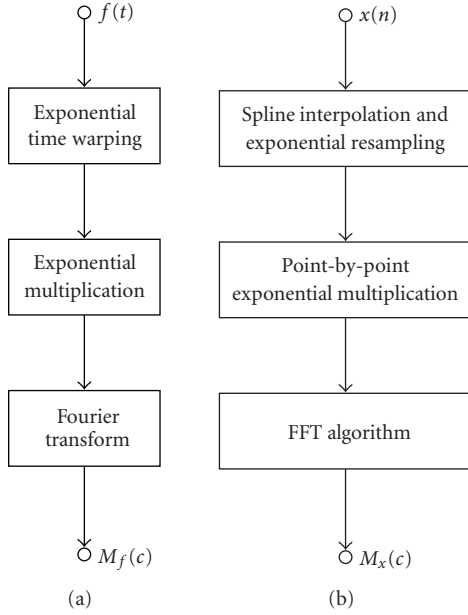 f(t)
Exponential
time warping
Exponential
multiplication
Fourier
transform
M_f(c)
(a)
x(n)
Spline interpolation and
exponential resampling
Point-by-point
exponential multiplication
FFT algorithm
M_x(c)
(b)